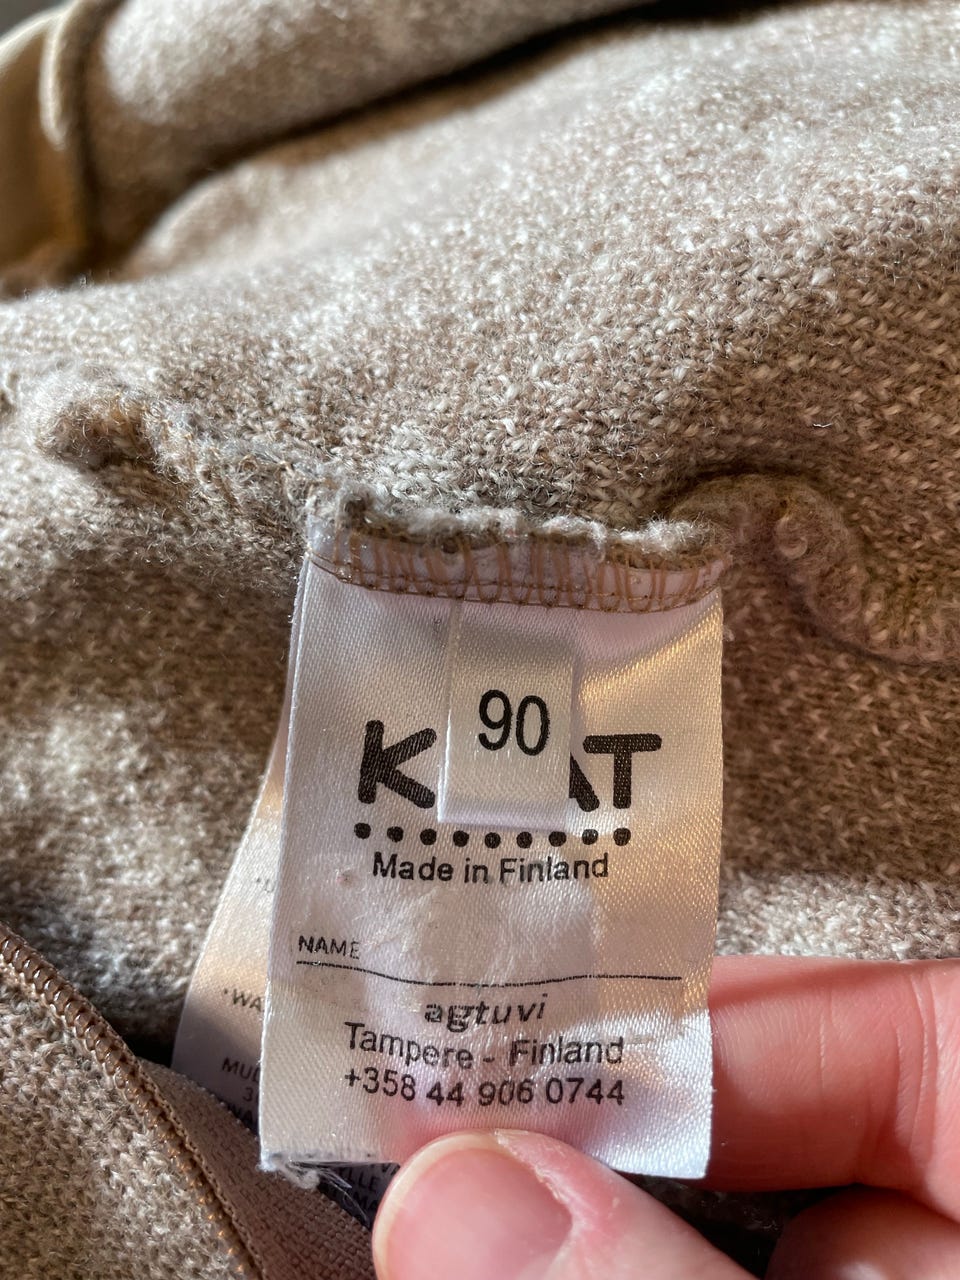 90
Made in Finland
NAME
agtuvi
Tampere - Finland
+358 44 906 0744